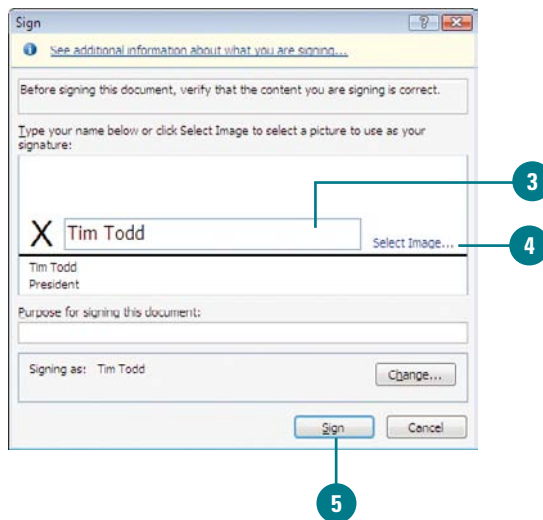 Sign
See additional information about what you are signing...
Before signing this document, verify that the content you are signing is correct.
Type your name below or click Select Image to select a picture to use as your
signature:
3
X Tim Todd
Select Image...
4
Tim Todd
President
Purpose for signing this document:
Signing as: Tim Todd
Change...
Sign
Cancel
5